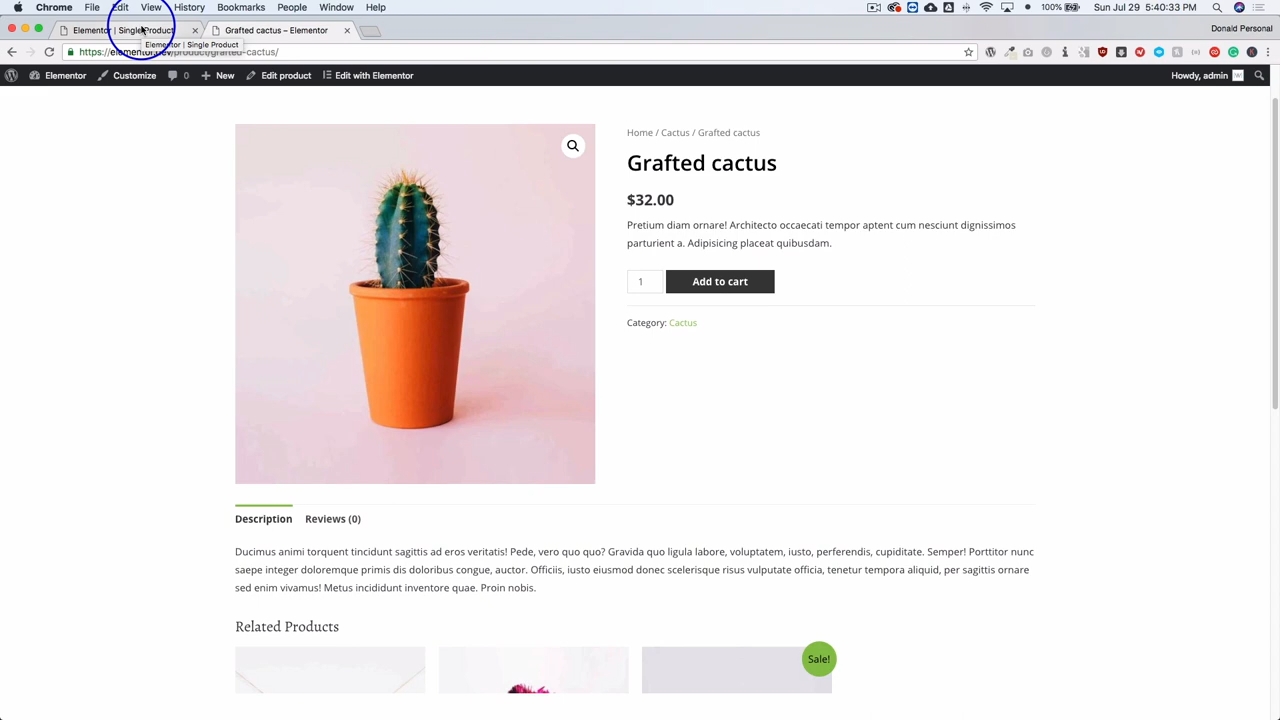 Chrome File Edit View History Bookmarks People Window Help 100% Sun Jul 29 5:40:33 PM
Elementor | Single Product Grafted cactus – Elementor Donald Personal
Elementor | Single Product
https://elementor.dev/product/grafted-cactus/
Elementor Customize 0 New Edit product Edit with Elementor Howdy, admin
Home / Cactus / Grafted cactus
Grafted cactus
$32.00
Pretium diam ornare! Architecto occaecati tempor aptent cum nesciunt dignissimos
parturient a. Adipisicing placeat quibusdam.
1 Add to cart
Category: Cactus
Description Reviews (0)
Ducimus animi torquent tincidunt sagittis ad eros veritatis! Pede, vero quo quo? Gravida quo ligula labore, voluptatem, iusto, perferendis, cupiditate. Semper! Porttitor nunc
saepe integer doloremque primis dis doloribus congue, auctor. Officiis, iusto eiusmod donec scelerisque risus vulputate officia, tenetur tempora aliquid, per sagittis ornare
sed enim vivamus! Metus incididunt inventore quae. Proin nobis.
Related Products
Sale!